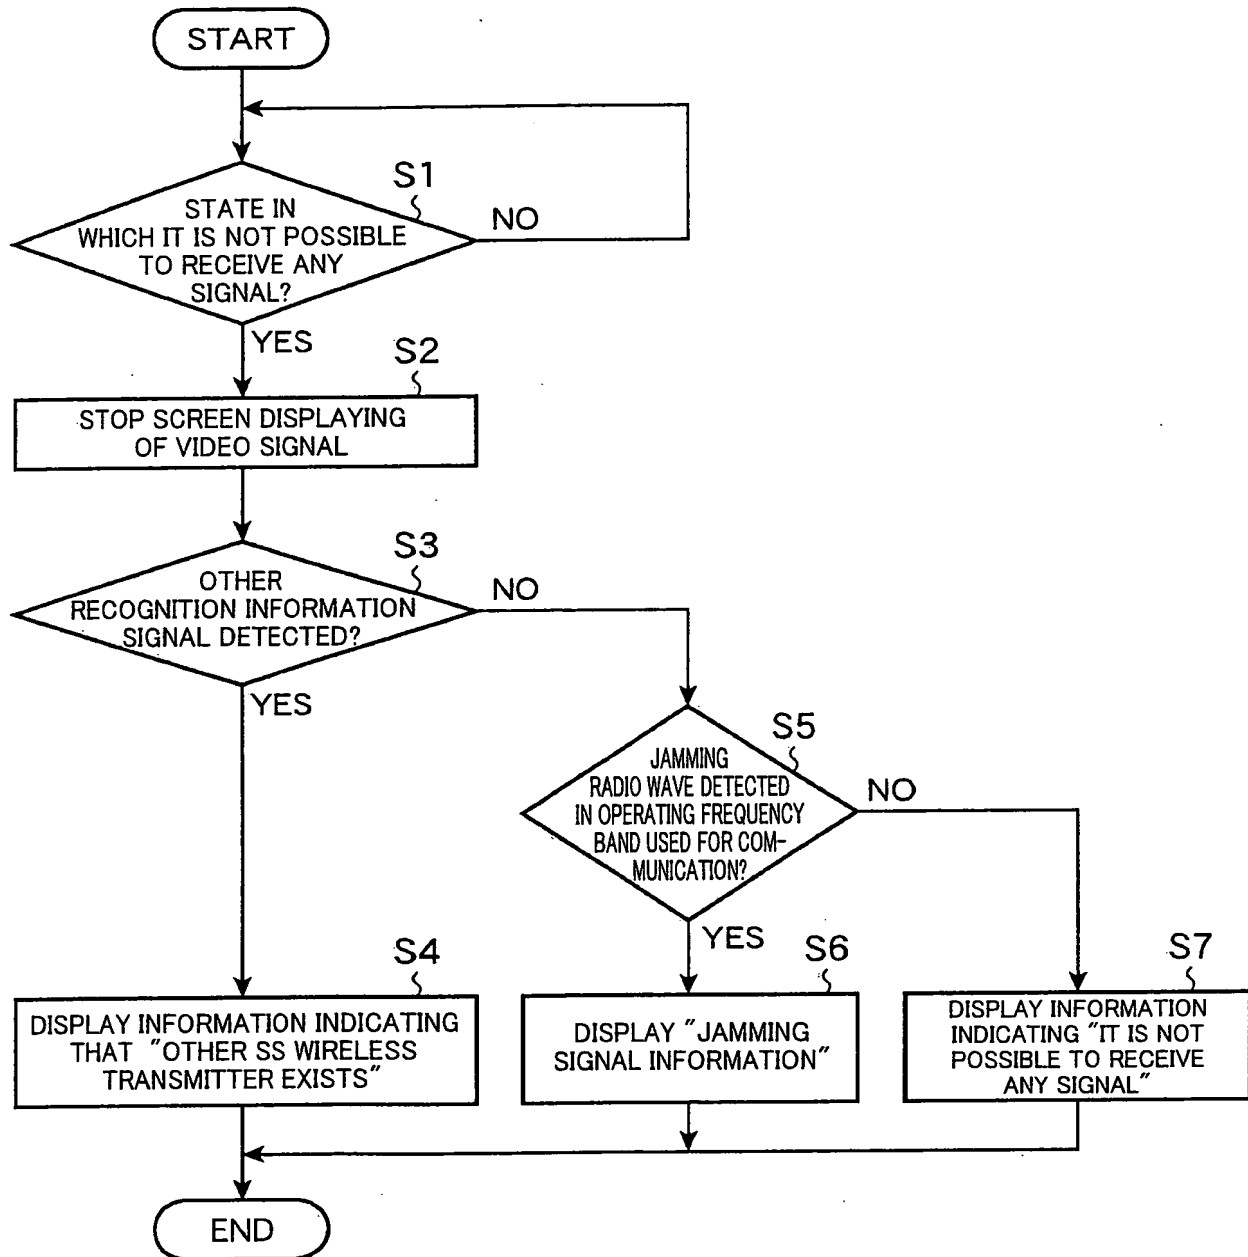 START
S1
STATE IN
WHICH IT IS NOT POSSIBLE
TO RECEIVE ANY
SIGNAL?
NO
YES
S2
STOP SCREEN DISPLAYING
OF VIDEO SIGNAL
S3
OTHER
RECOGNITION INFORMATION
SIGNAL DETECTED?
NO
YES
S5
JAMMING
RADIO WAVE DETECTED
IN OPERATING FREQUENCY
BAND USED FOR COM-
MUNICATION?
NO
YES
S4
DISPLAY INFORMATION INDICATING
THAT "OTHER SS WIRELESS
TRANSMITTER EXISTS"
S6
DISPLAY "JAMMING
SIGNAL INFORMATION"
S7
DISPLAY INFORMATION
INDICATING "IT IS NOT
POSSIBLE TO RECEIVE
ANY SIGNAL"
END